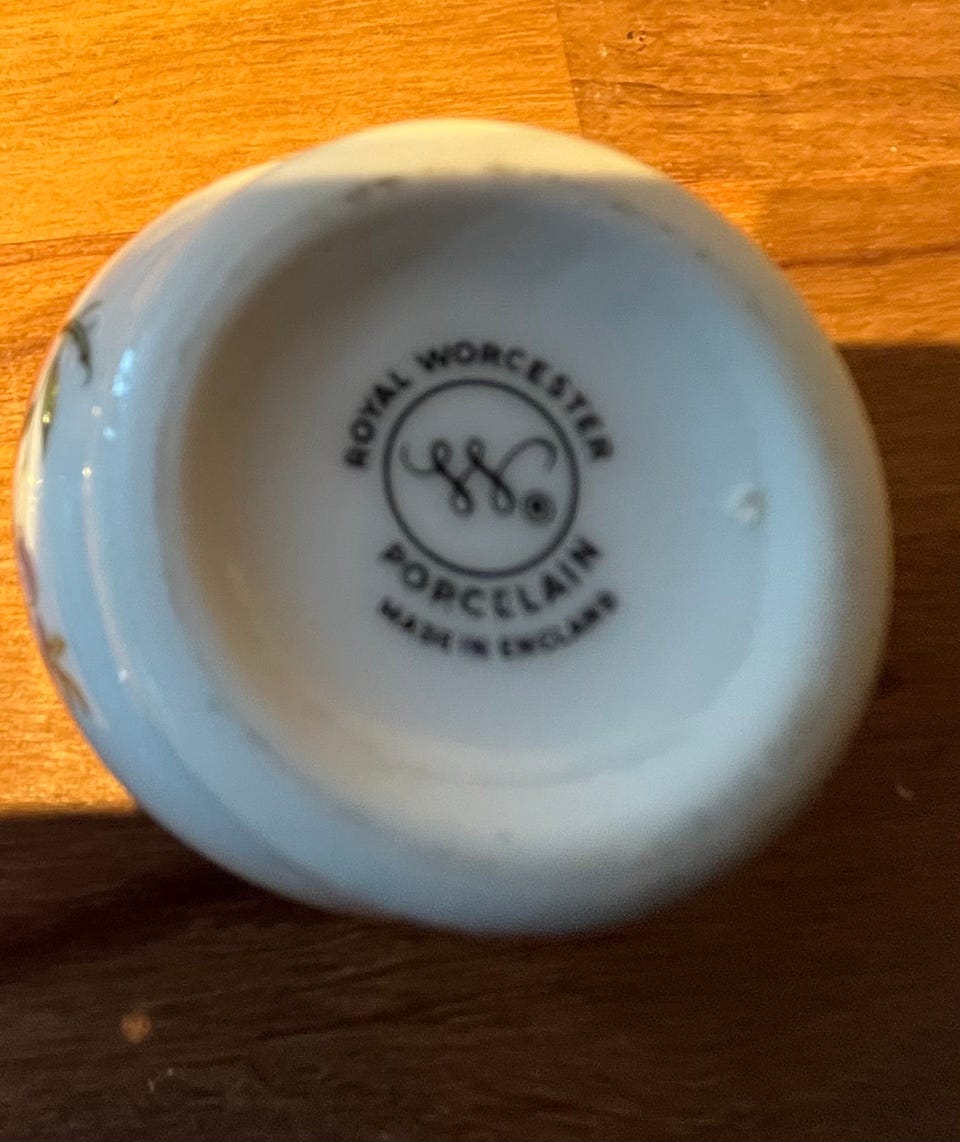 ROYAL WORCESTER
W®
PORCELAIN
MADE IN ENGLAND